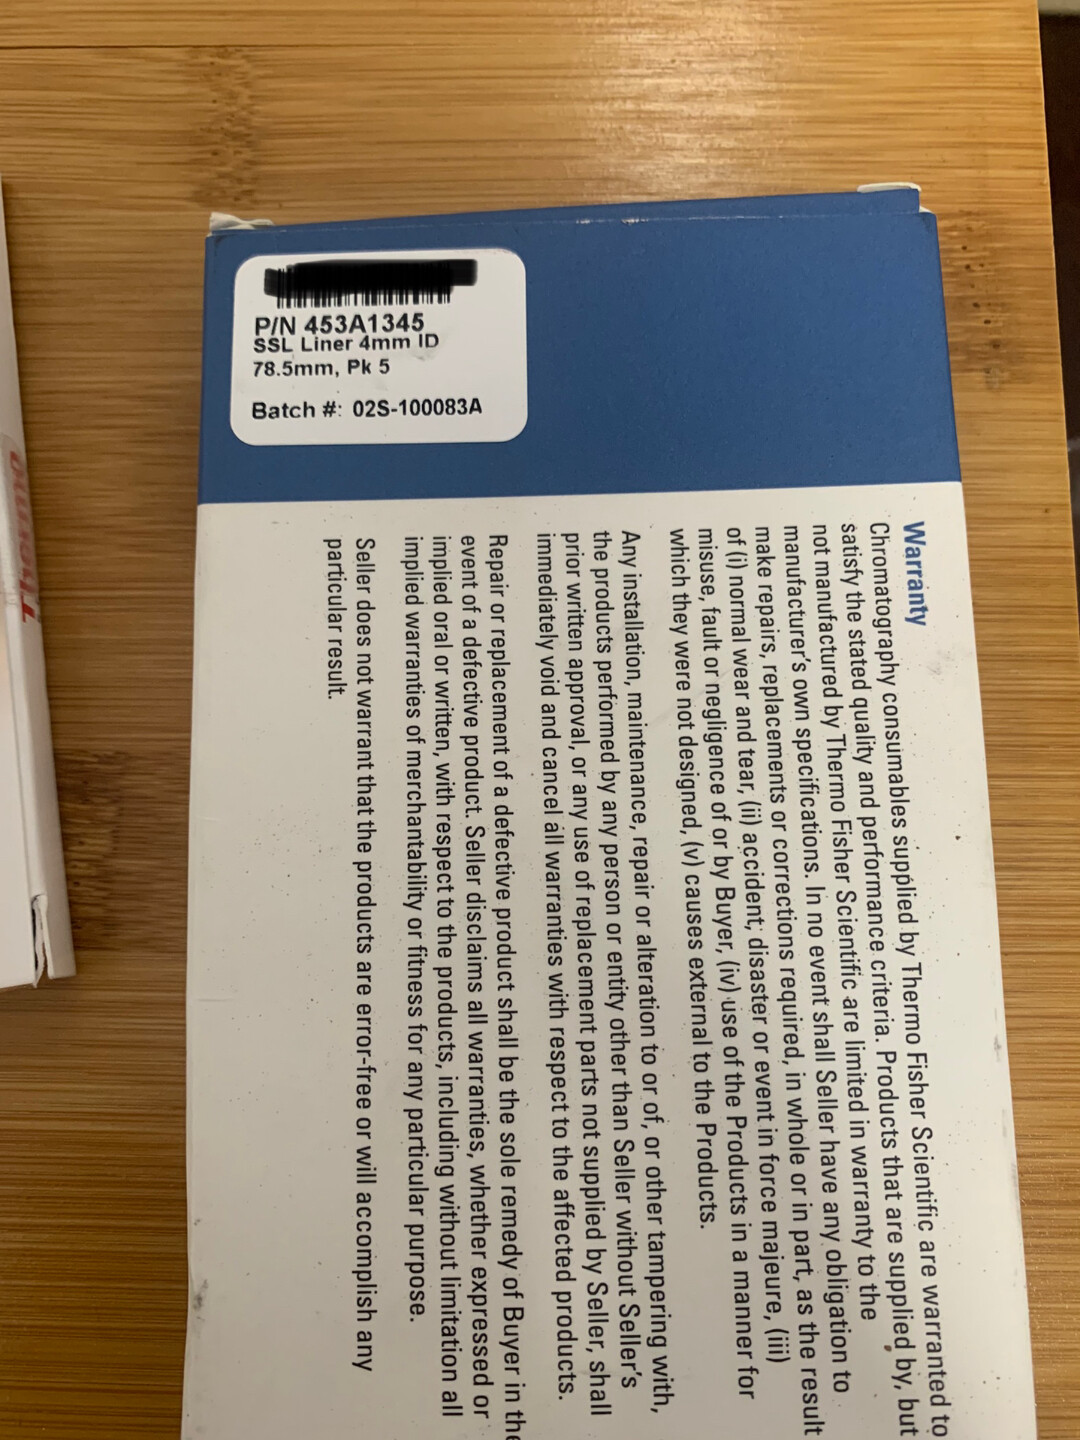 P/N 453A1345
SSL Liner 4mm ID
78.5mm, Pk 5
Batch #: 02S-100083A
Warranty
Chromatography consumables supplied by Thermo Fisher Scientific are warranted to
satisfy the stated quality and performance criteria. Products that are supplied by, but
not manufactured by Thermo Fisher Scientific are limited in warranty to the
manufacturer's own specifications. In no event shall Seller have any obligation to
make repairs, replacements or corrections required, in whole or in part, as the result
of (i) normal wear and tear, (ii) accident, disaster or event in force majeure, (iii)
misuse, fault or negligence of or by Buyer, (iv) use of the Products in a manner for
which they were not designed, (v) causes external to the Products.
Any installation, maintenance, repair or alteration to or of, or other tampering with,
the products performed by any person or entity other than Seller without Seller's
prior written approval, or any use of replacement parts not supplied by Seller, shall
immediately void and cancel all warranties with respect to the affected products.
Repair or replacement of a defective product shall be the sole remedy of Buyer in the
event of a defective product. Seller disclaims all warranties, whether expressed or
implied oral or written, with respect to the products, including without limitation all
implied warranties of merchantability or fitness for any particular purpose.
Seller does not warrant that the products are error-free or will accomplish any
particular result.